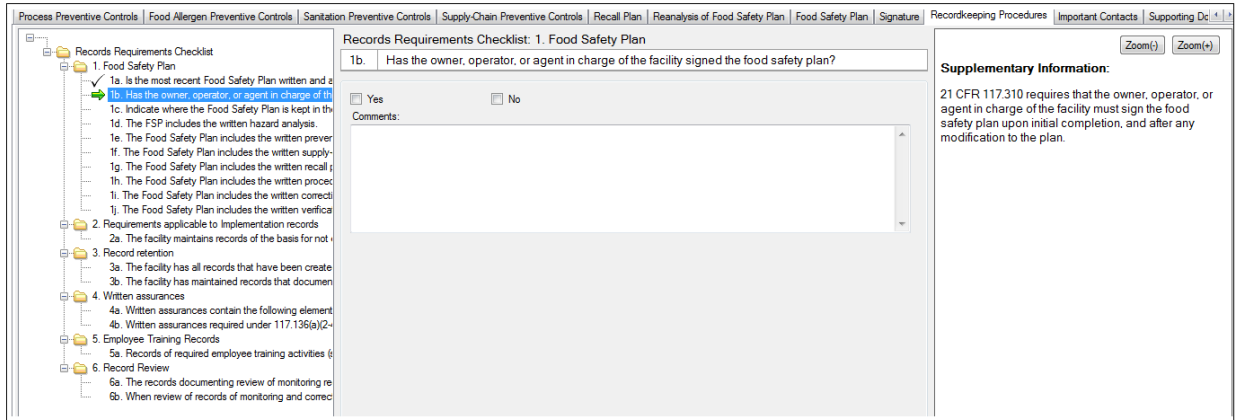 Process Preventive Controls Food Allergen Preventive Controls Sanitation Preventive Controls Supply-Chain Preventive Controls Recall Plan Reanalysis of Food Safety Plan Food Safety Plan Signature Recordkeeping Procedures Important Contacts Supporting Dc
Records Requirements Checklist
1. Food Safety Plan
1a. Is the most recent Food Safety Plan written and a
1b. Has the owner, operator, or agent in charge of th
1c. Indicate where the Food Safety Plan is kept in the
1d. The FSP includes the written hazard analysis.
1e. The Food Safety Plan includes the written prever
1f. The Food Safety Plan includes the written supply-
1g. The Food Safety Plan includes the written recall p
1h. The Food Safety Plan includes the written proced
1i. The Food Safety Plan includes the written correcti
1j. The Food Safety Plan includes the written verifica
2. Requirements applicable to Implementation records
2a. The facility maintains records of the basis for not
3. Record retention
3a. The facility has all records that have been create
3b. The facility has maintained records that documen
4. Written assurances
4a. Written assurances contain the following element
4b. Written assurances required under 117.136(a)(2-
5. Employee Training Records
5a. Records of required employee training activities (
6. Record Review
6a. The records documenting review of monitoring re
6b. When review of records of monitoring and correc
Records Requirements Checklist: 1. Food Safety Plan
1b. Has the owner, operator, or agent in charge of the facility signed the food safety plan?
Yes No
Comments:
Zoom(-) Zoom(+)
Supplementary Information:
21 CFR 117.310 requires that the owner, operator, or
agent in charge of the facility must sign the food
safety plan upon initial completion, and after any
modification to the plan.